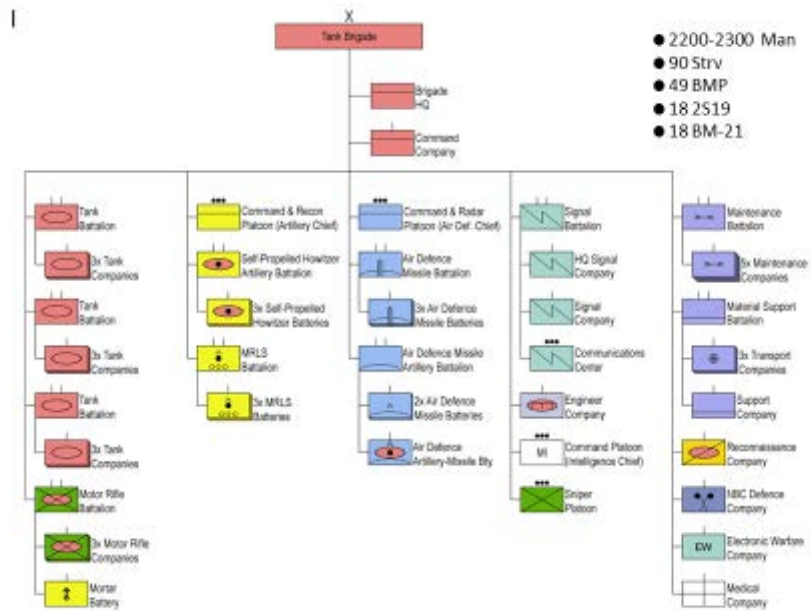 I
Tank Brigade
● 2200-2300 Man
● 90 Strv
● 49 BMP
● 18 2S19
● 18 BM-21
Brigade
HQ
Command
Company
Tank
Battalion
3x Tank
Companies
Tank
Battalion
3x Tank
Companies
Tank
Battalion
3x Tank
Companies
Motor Rifle
Battalion
3x Motor Rifle
Companies
Mortar
Battery
Command & Recon
Platoon (Artillery Chief)
Self-Propelled Howitzer
Artillery Battalion
3x Self-Propelled
Howitzer Batteries
MRLS
Battalion
3x MRLS
Batteries
Command & Radar
Platoon (Air Def. Chief)
Air Defence
Missile Battalion
3x Air Defence
Missile Batteries
Air Defence Missile
Artillery Battalion
2x Air Defence
Missile Batteries
Air Defence
Artillery-Missile Bty.
Signal
Battalion
HQ Signal
Company
Signal
Company
Communications
Center
Engineer
Company
MI
Command Platoon
(Intelligence Chief)
Sniper
Platoon
Maintenance
Battalion
5x Maintenance
Companies
Material Support
Battalion
3x Transport
Companies
Support
Company
Reconnaissance
Company
NBC Defence
Company
EW
Electronic Warfare
Company
Medical
Company